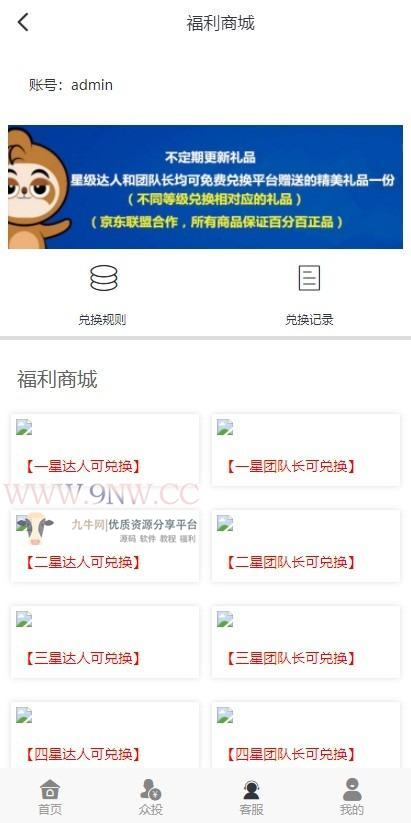 福利商城
账号：admin
不定期更新礼品
星级达人和团队长均可免费兑换平台赠送的精美礼品一份
（不同等级兑换相对应的礼品）
（京东联盟合作，所有商品保证百分百正品）
兑换规则
兑换记录
福利商城
【一星达人可兑换】
【一星团队长可兑换】
WWW.9NW.CC
九牛网|优质资源分享平台
源码 软件 教程 福利
【二星达人可兑换】
【二星团队长可兑换】
【三星达人可兑换】
【三星团队长可兑换】
【四星达人可兑换】
【四星团队长可兑换】
首页
众投
客服
我的